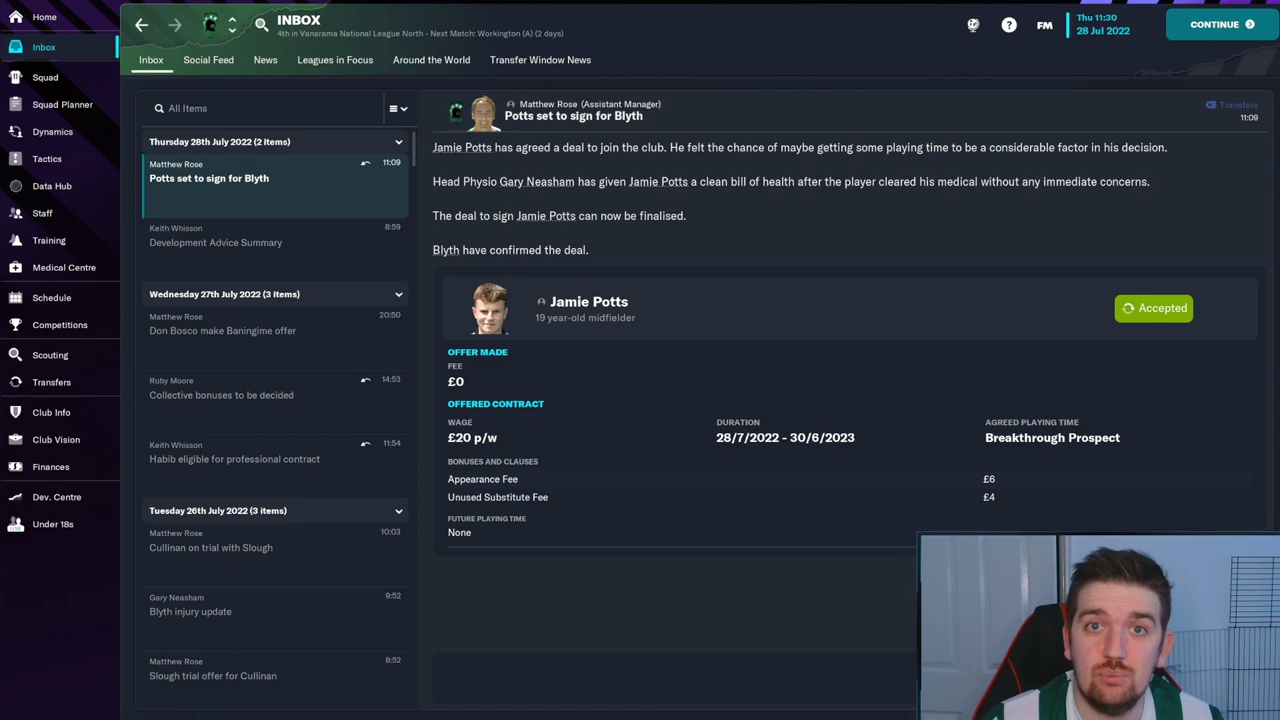 Home
Inbox
Squad
Squad Planner
Dynamics
Tactics
Data Hub
Staff
Training
Medical Centre
Schedule
Competitions
Scouting
Transfers
Club Info
Club Vision
Finances
Dev. Centre
Under 18s
INBOX
4th in Vanarama National League North - Next Match: Workington (A) (2 days)
FM
Thu 11:30
28 Jul 2022
CONTINUE
Inbox
Social Feed
News
Leagues in Focus
Around the World
Transfer Window News
All Items
Thursday 28th July 2022 (2 items)
Matthew Rose 11:09
Potts set to sign for Blyth
Keith Whisson 8:59
Development Advice Summary
Wednesday 27th July 2022 (3 items)
Matthew Rose 20:50
Don Bosco make Baningime offer
Ruby Moore 14:53
Collective bonuses to be decided
Keith Whisson 11:54
Habib eligible for professional contract
Tuesday 26th July 2022 (3 items)
Matthew Rose 10:03
Cullinan on trial with Slough
Gary Neasham 9:52
Blyth injury update
Matthew Rose 8:52
Slough trial offer for Cullinan
Matthew Rose (Assistant Manager)
Potts set to sign for Blyth
Transfers
11:09
Jamie Potts has agreed a deal to join the club. He felt the chance of maybe getting some playing time to be a considerable factor in his decision.
Head Physio Gary Neasham has given Jamie Potts a clean bill of health after the player cleared his medical without any immediate concerns.
The deal to sign Jamie Potts can now be finalised.
Blyth have confirmed the deal.
Jamie Potts
19 year-old midfielder
Accepted
OFFER MADE
FEE
£0
OFFERED CONTRACT
WAGE
£20 p/w
DURATION
28/7/2022 - 30/6/2023
AGREED PLAYING TIME
Breakthrough Prospect
BONUSES AND CLAUSES
Appearance Fee £6
Unused Substitute Fee £4
FUTURE PLAYING TIME
None